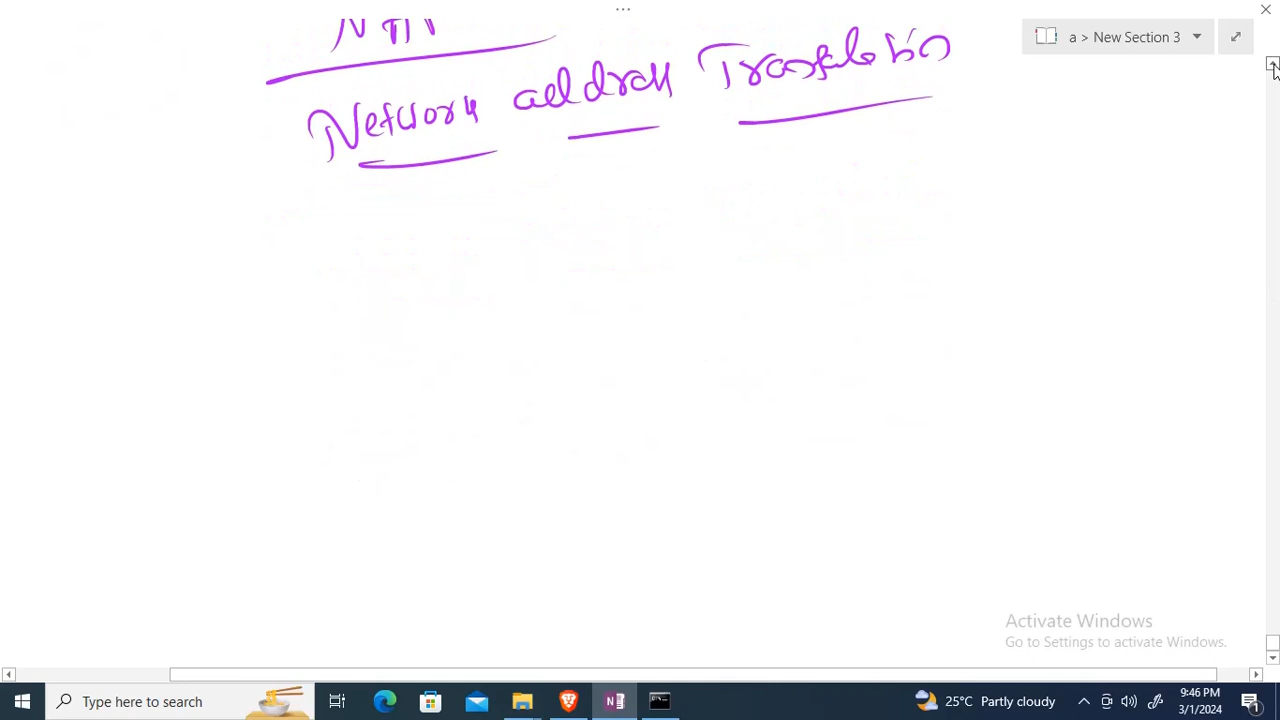 a > New Section 3
Network address Translation
Activate Windows
Go to Settings to activate Windows.
Type here to search
25°C Partly cloudy
9:46 PM
3/1/2024
1